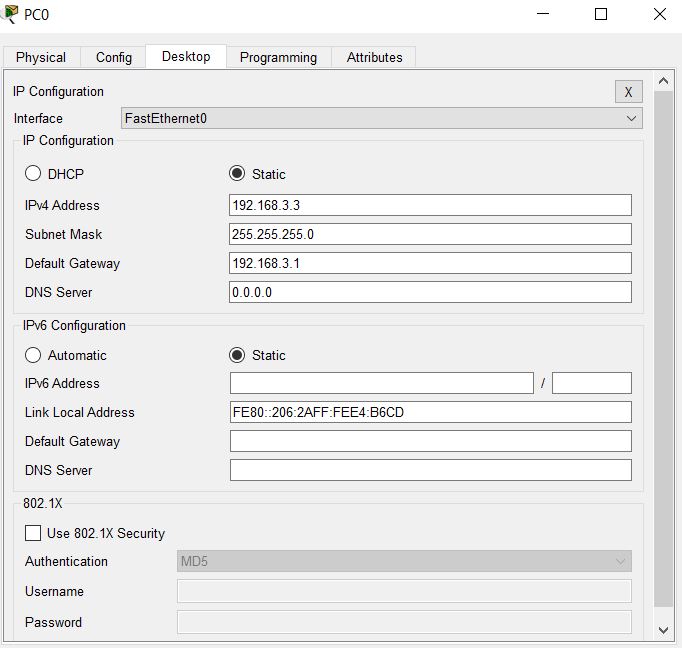 PC0
Physical Config Desktop Programming Attributes
IP Configuration X
Interface FastEthernet0
IP Configuration
DHCP Static
IPv4 Address 192.168.3.3
Subnet Mask 255.255.255.0
Default Gateway 192.168.3.1
DNS Server 0.0.0.0
IPv6 Configuration
Automatic Static
IPv6 Address /
Link Local Address FE80::206:2AFF:FEE4:B6CD
Default Gateway
DNS Server
802.1X
Use 802.1X Security
Authentication MD5
Username
Password